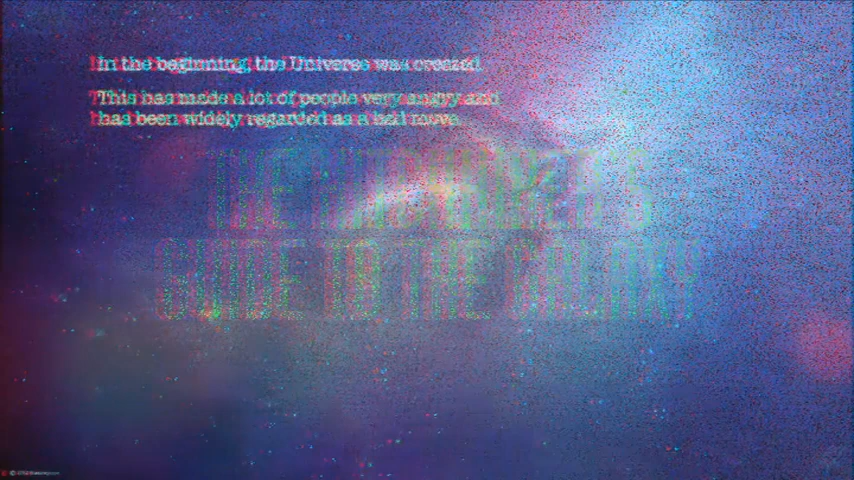 In the beginning the Universe was created
This has made a lot of people very angry and
has been widely regarded as a bad move
THE HITCHHIKER'S
GUIDE TO THE GALAXY